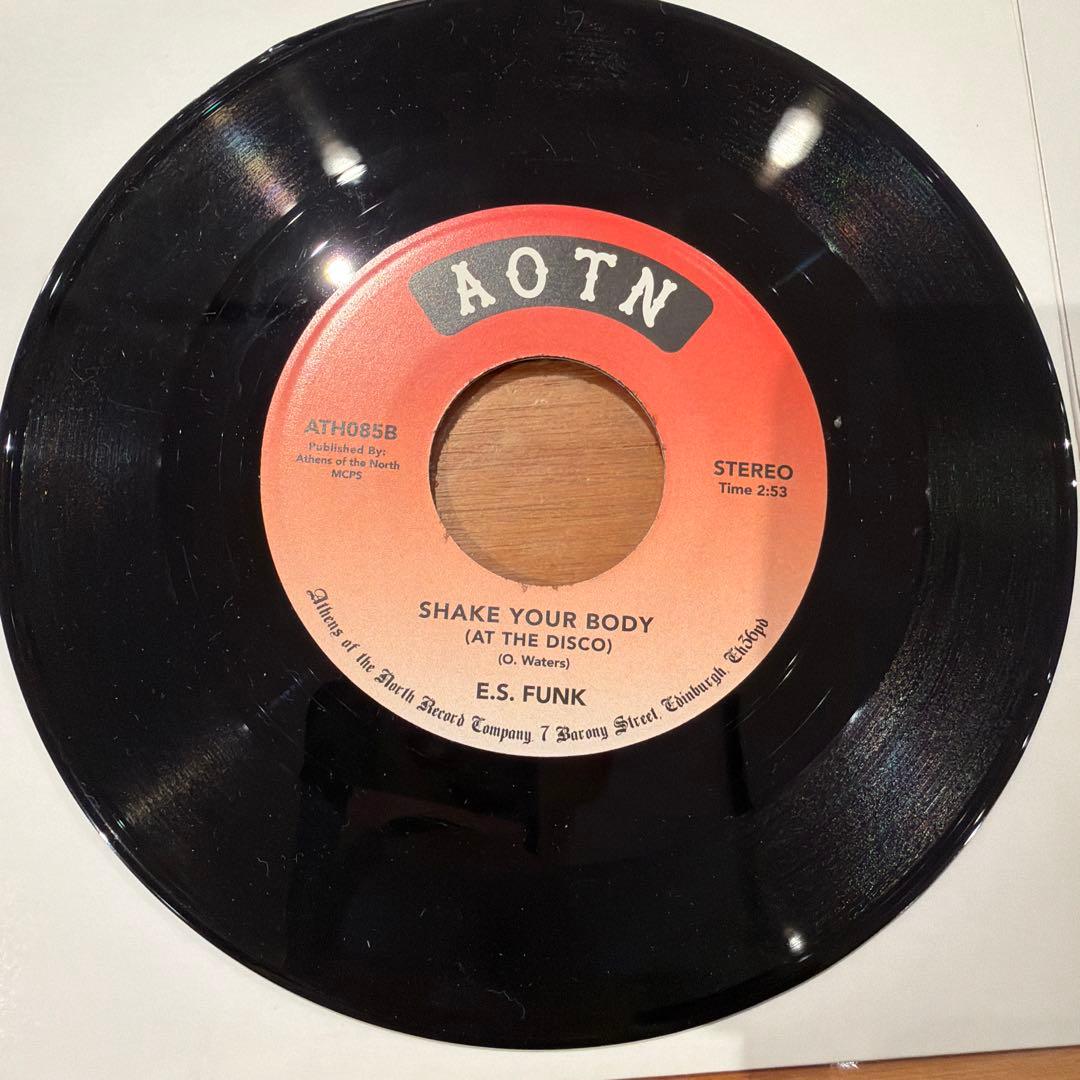 AOTN
ATH085B
Published By:
Athens of the North
MCPS
STEREO
Time 2:53
SHAKE YOUR BODY
(AT THE DISCO)
(O. Waters)
E.S. FUNK
Athens of the North Record Company, 7 Barony Street, Edinburgh, Eh36pd